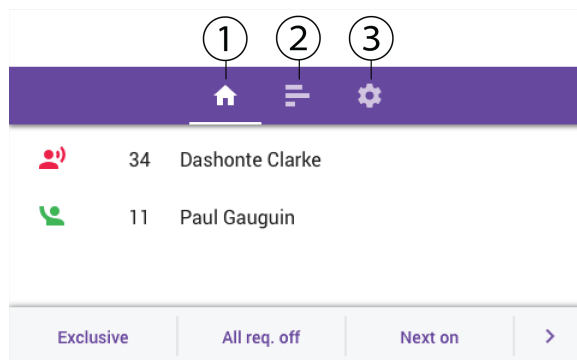 1 2 3
34 Dashonte Clarke
11 Paul Gauguin
Exclusive All req. off Next on